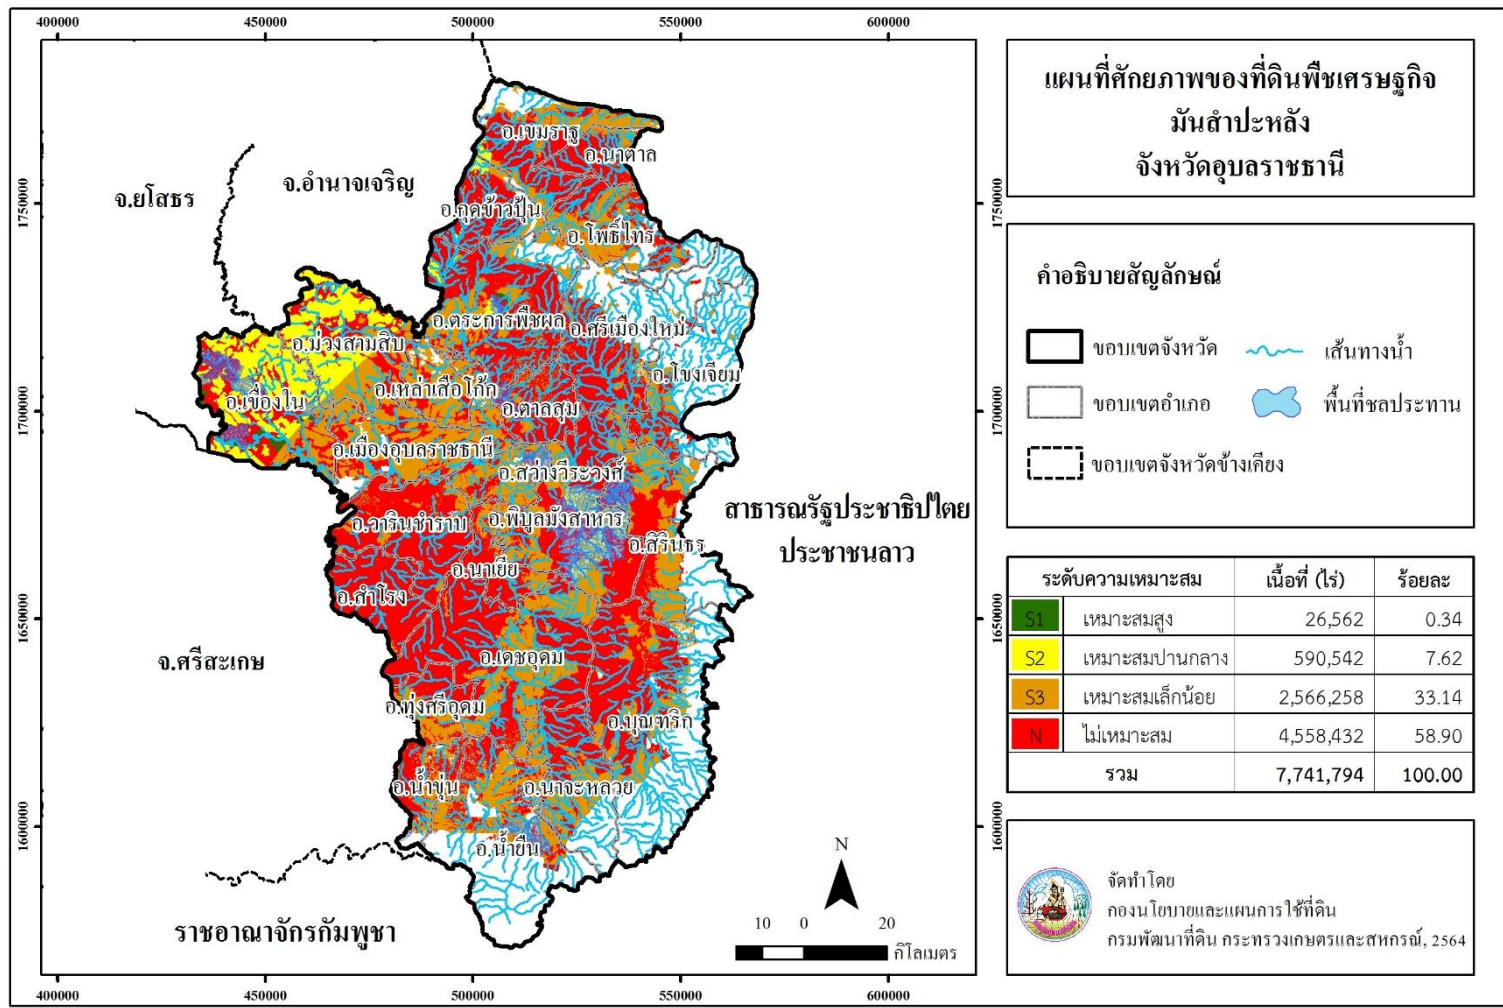 400000 450000 500000 550000 600000
แผนที่ศักยภาพของที่ดินพืชเศรษฐกิจ
มันสำปะหลัง
จังหวัดอุบลราชธานี
1750000
1700000
1650000
1600000
1750000
1700000
1650000
1600000
อ.เขมราฐ
อ.นาตาล
จ.อำนาจเจริญ
จ.ยโสธร
อ.กุดข้าวปุ้น
อ.โพธิ์ไทร
อ.ตระการพืชผล
อ.ศรีเมืองใหม่
อ.ม่วงสามสิบ
อ.โขงเจียม
อ.เหล่าเสือโก้ก
อ.เขื่องใน
อ.ตาลสุม
อ.เมืองอุบลราชธานี
อ.สว่างวีระวงศ์
อ.วารินชำราบ
อ.พิบูลมังสาหาร
อ.สิรินธร
สาธารณรัฐประชาธิปไตย
ประชาชนลาว
อ.นาเยีย
อ.สำโรง
จ.ศรีสะเกษ
อ.เดชอุดม
อ.ทุ่งศรีอุดม
อ.บุณฑริก
อ.น้ำขุ่น
อ.นาจะหลวย
อ.น้ำยืน
ราชอาณาจักรกัมพูชา
N
10 0 20
กิโลเมตร
400000 450000 500000 550000 600000
คำอธิบายสัญลักษณ์
ขอบเขตจังหวัด เส้นทางน้ำ
ขอบเขตอำเภอ พื้นที่ชลประทาน
ขอบเขตจังหวัดข้างเคียง
ระดับความเหมาะสม เนื้อที่ (ไร่) ร้อยละ
S1 เหมาะสมสูง 26,562 0.34
S2 เหมาะสมปานกลาง 590,542 7.62
S3 เหมาะสมเล็กน้อย 2,566,258 33.14
N ไม่เหมาะสม 4,558,432 58.90
รวม 7,741,794 100.00
จัดทำโดย
กองนโยบายและแผนการใช้ที่ดิน
กรมพัฒนาที่ดิน กระทรวงเกษตรและสหกรณ์, 2564